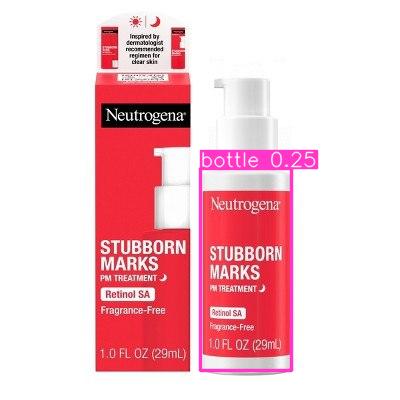 Inspired by
dermatologist
recommended
regimen for
clear skin
Neutrogena®
STUBBORN
MARKS
PM TREATMENT
Retinol SA
Fragrance-Free
1.0 FL OZ (29mL)
bottle 0.25
Neutrogena®
STUBBORN
MARKS
PM TREATMENT
Retinol SA
Fragrance-Free
1.0 FL OZ (29mL)